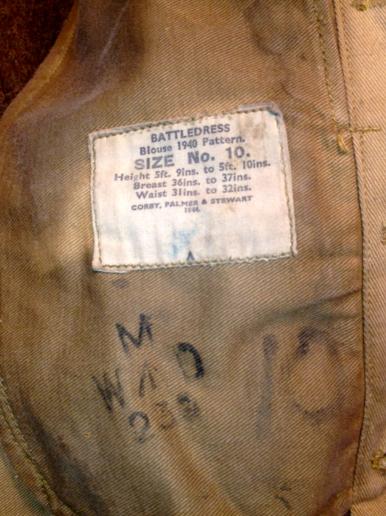 BATTLEDRESS
Blouse 1940 Pattern.
SIZE No. 10.
Height 5ft. 9ins. to 5ft. 10ins.
Breast 36ins. to 37ins.
Waist 31ins. to 32ins.
CORBY, PALMER & STEWART
M
W D
10